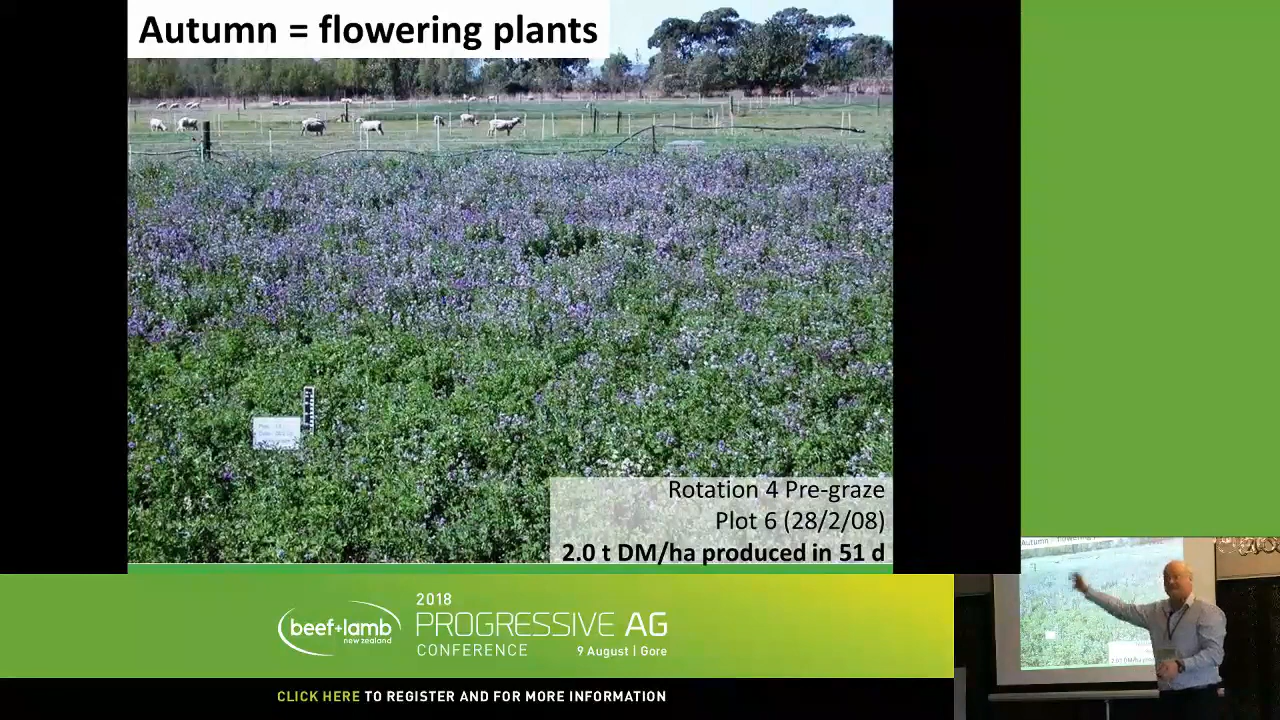 Autumn = flowering plants
Rotation 4 Pre-graze
Plot 6 (28/2/08)
2.0 t DM/ha produced in 51 d
beef+lamb
new zealand
2018
PROGRESSIVE AG
CONFERENCE
9 August | Gore
CLICK HERE TO REGISTER AND FOR MORE INFORMATION